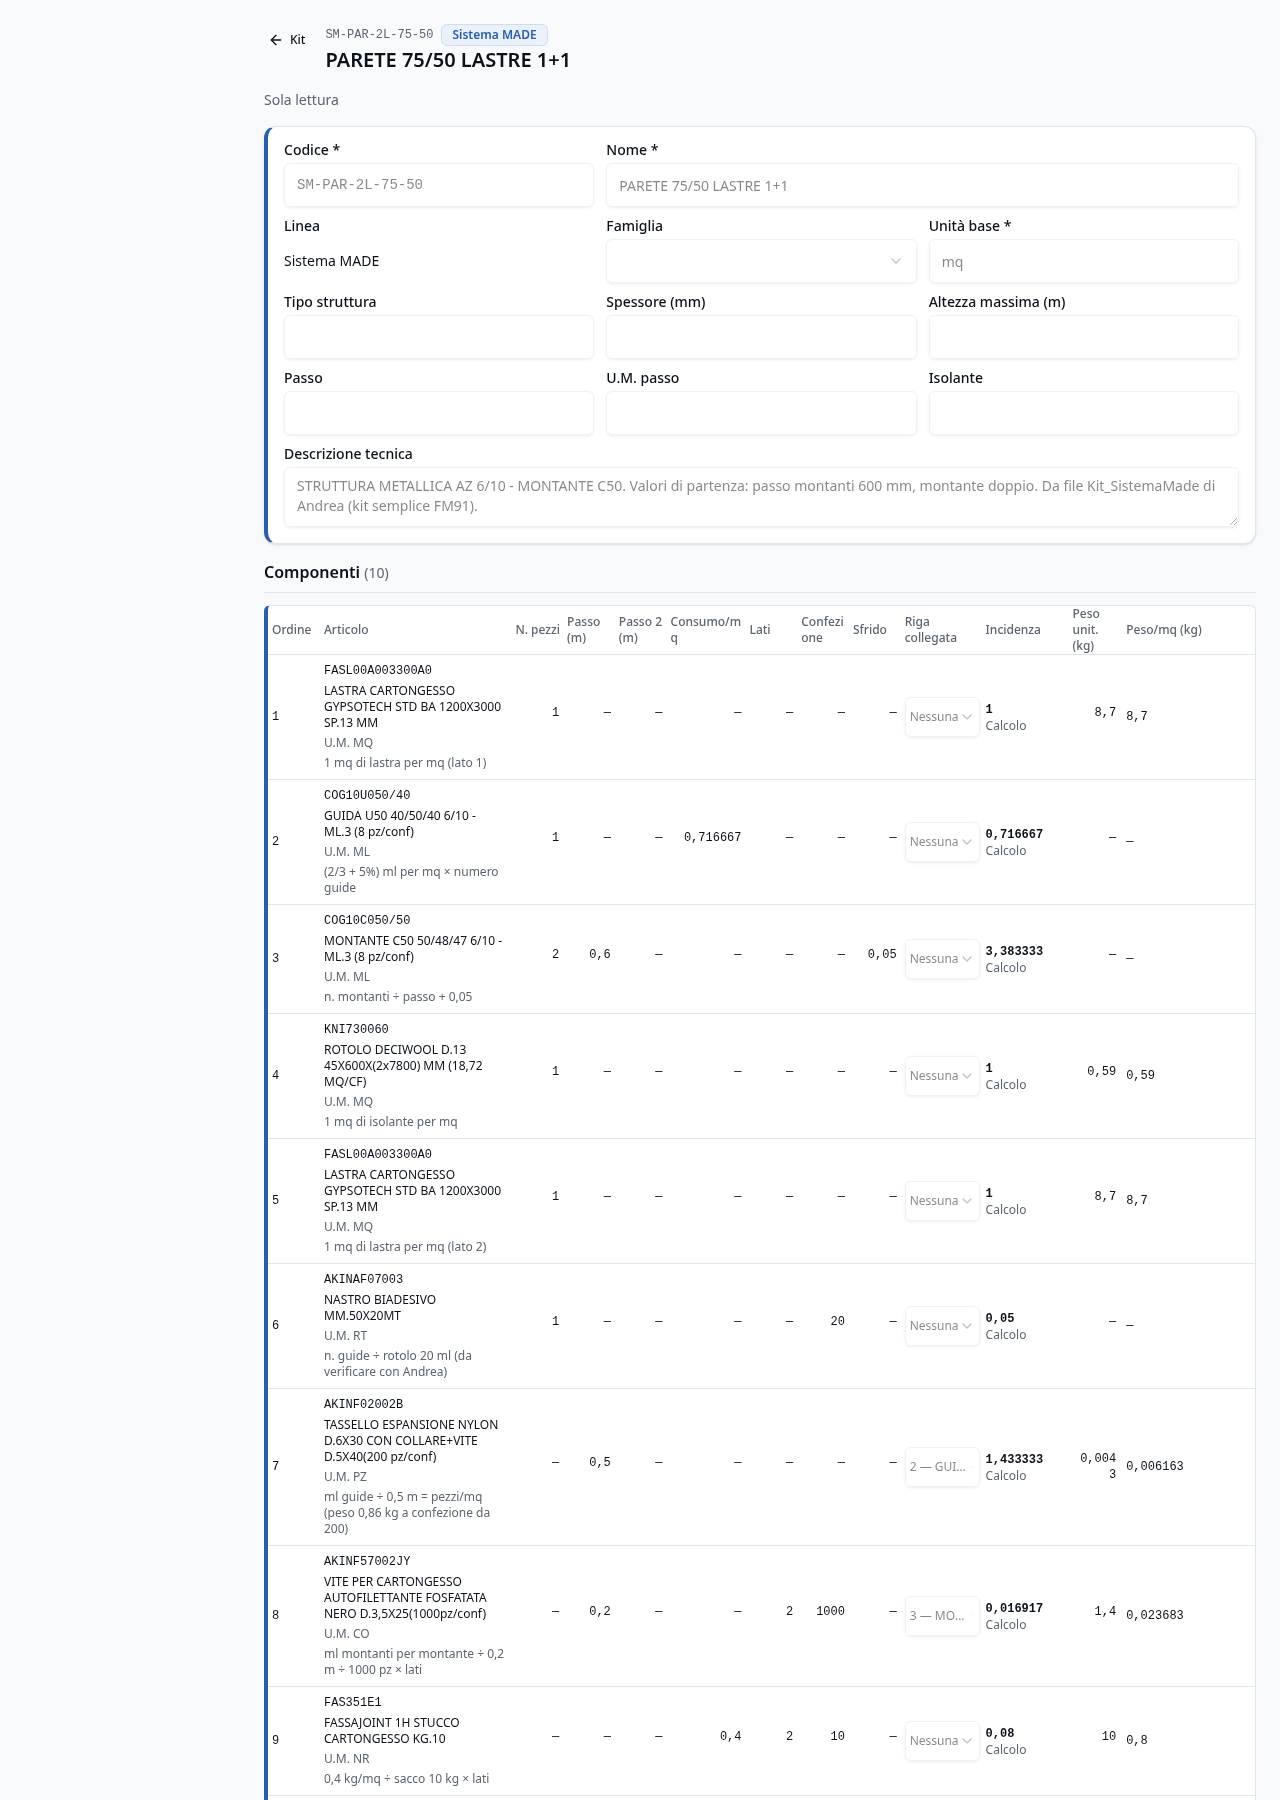 Kit
SM-PAR-2L-75-50
Sistema MADE
PARETE 75/50 LASTRE 1+1
Sola lettura
Codice *
Nome *
SM-PAR-2L-75-50
PARETE 75/50 LASTRE 1+1
Linea
Famiglia
Unità base *
Sistema MADE
mq
Tipo struttura
Spessore (mm)
Altezza massima (m)
Passo
U.M. passo
Isolante
Descrizione tecnica
STRUTTURA METALLICA AZ 6/10 - MONTANTE C50. Valori di partenza: passo montanti 600 mm, montante doppio. Da file Kit_SistemaMade di
Andrea (kit semplice FM91).
Componenti (10)
Ordine
Articolo
N. pezzi
Passo
(m)
Passo 2
(m)
Consumo/m
q
Lati
Confezi
one
Sfrido
Riga
collegata
Incidenza
Peso
unit.
(kg)
Peso/mq (kg)
1
FASL00A003300A0
LASTRA CARTONGESSO
GYPSOTECH STD BA 1200X3000
SP.13 MM
U.M. MQ
1 mq di lastra per mq (lato 1)
1 — — — — — —
Nessuna
1
Calcolo
8,7
8,7
2
COG10U050/40
GUIDA U50 40/50/40 6/10 -
ML.3 (8 pz/conf)
U.M. ML
(2/3 + 5%) ml per mq × numero
guide
1 — — 0,716667 — — —
Nessuna
0,716667
Calcolo
—
—
3
COG10C050/50
MONTANTE C50 50/48/47 6/10 -
ML.3 (8 pz/conf)
U.M. ML
n. montanti ÷ passo + 0,05
2 0,6 — — — — 0,05
Nessuna
3,383333
Calcolo
—
—
4
KNI730060
ROTOLO DECIWOOL D.13
45X600X(2x7800) MM (18,72
MQ/CF)
U.M. MQ
1 mq di isolante per mq
1 — — — — — —
Nessuna
1
Calcolo
0,59
0,59
5
FASL00A003300A0
LASTRA CARTONGESSO
GYPSOTECH STD BA 1200X3000
SP.13 MM
U.M. MQ
1 mq di lastra per mq (lato 2)
1 — — — — — —
Nessuna
1
Calcolo
8,7
8,7
6
AKINAF07003
NASTRO BIADESIVO
MM.50X20MT
U.M. RT
n. guide ÷ rotolo 20 ml (da
verificare con Andrea)
1 — — — — 20 —
Nessuna
0,05
Calcolo
—
—
7
AKINF02002B
TASSELLO ESPANSIONE NYLON
D.6X30 CON COLLARE+VITE
D.5X40(200 pz/conf)
U.M. PZ
ml guide ÷ 0,5 m = pezzi/mq
(peso 0,86 kg a confezione da
200)
— 0,5 — — — — —
2 — GUI...
1,433333
Calcolo
0,004
3
0,006163
8
AKINF57002JY
VITE PER CARTONGESSO
AUTOFILETTANTE FOSFATATA
NERO D.3,5X25(1000pz/conf)
U.M. CO
ml montanti per montante ÷ 0,2
m ÷ 1000 pz × lati
— 0,2 — — 2 1000 —
3 — MO...
0,016917
Calcolo
1,4
0,023683
9
FAS351E1
FASSAJOINT 1H STUCCO
CARTONGESSO KG.10
U.M. NR
0,4 kg/mq ÷ sacco 10 kg × lati
— — — 0,4 2 10 —
Nessuna
0,08
Calcolo
10
0,8